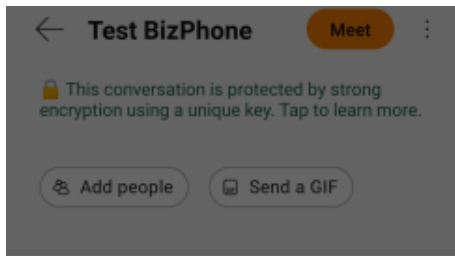 Test BizPhone
Meet
This conversation is protected by strong
encryption using a unique key. Tap to learn more.
Add people
Send a GIF